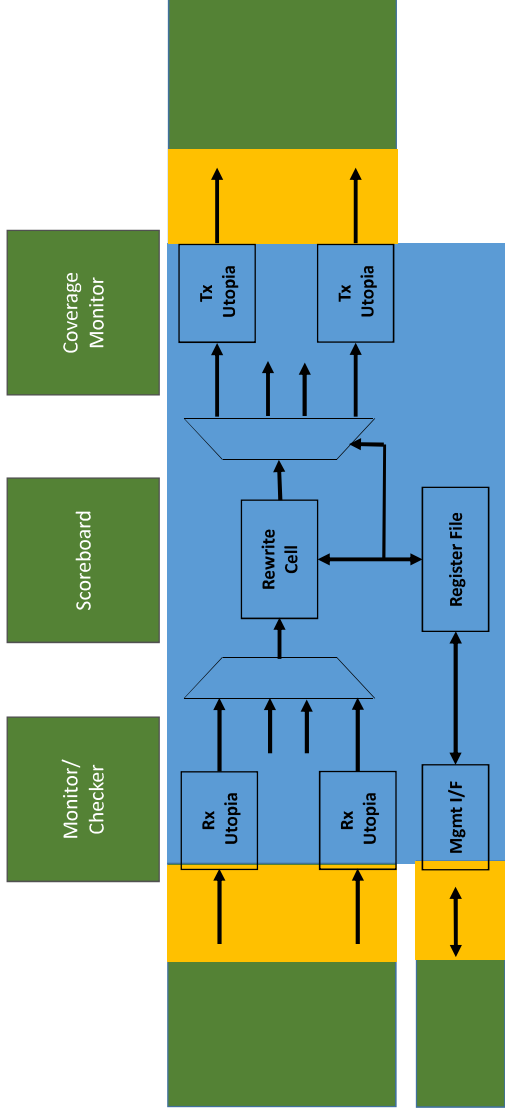 Monitor/
Checker
Scoreboard
Coverage
Monitor
Rx
Utopia
Rx
Utopia
Rewrite
Cell
Tx
Utopia
Tx
Utopia
Mgmt I/F
Register File